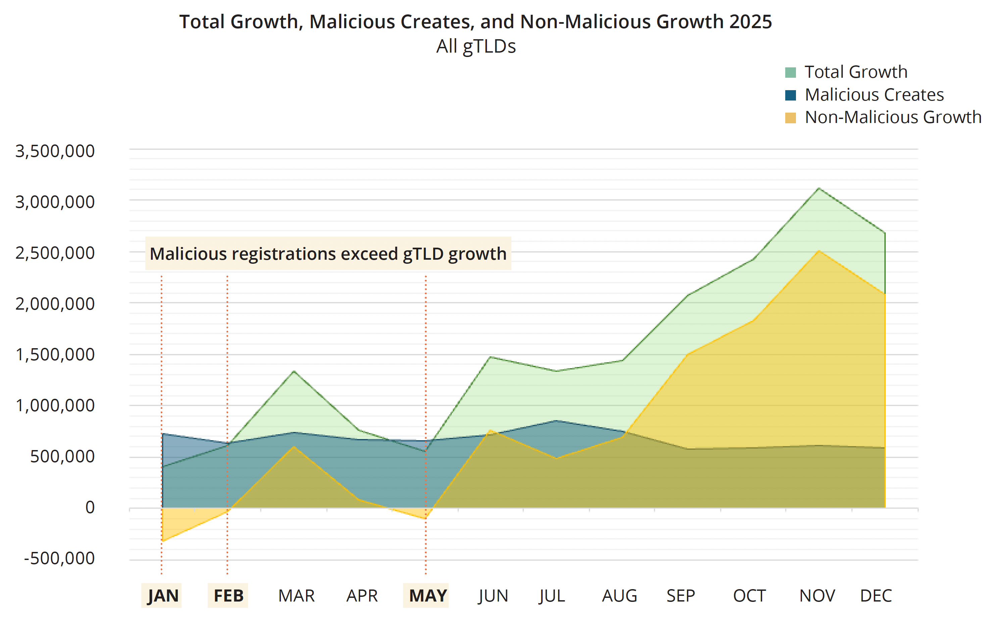 Total Growth, Malicious Creates, and Non-Malicious Growth 2025
All gTLDs
Total Growth
Malicious Creates
Non-Malicious Growth
3,500,000
3,000,000
2,500,000
Malicious registrations exceed gTLD growth
2,000,000
1,500,000
1,000,000
500,000
0
-500,000
JAN FEB MAR APR MAY JUN JUL AUG SEP OCT NOV DEC